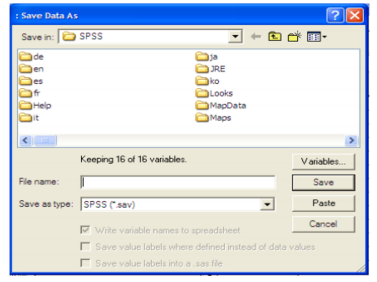 : Save Data As
Save in: SPSS
de
en
es
fr
Help
it
ja
JRE
ko
Looks
MapData
Maps
Keeping 16 of 16 variables.
Variables...
File name:
Save
Save as type: SPSS (*.sav)
Paste
Write variable names to spreadsheet
Cancel
Save value labels where defined instead of data values
Save value labels into a .sas file